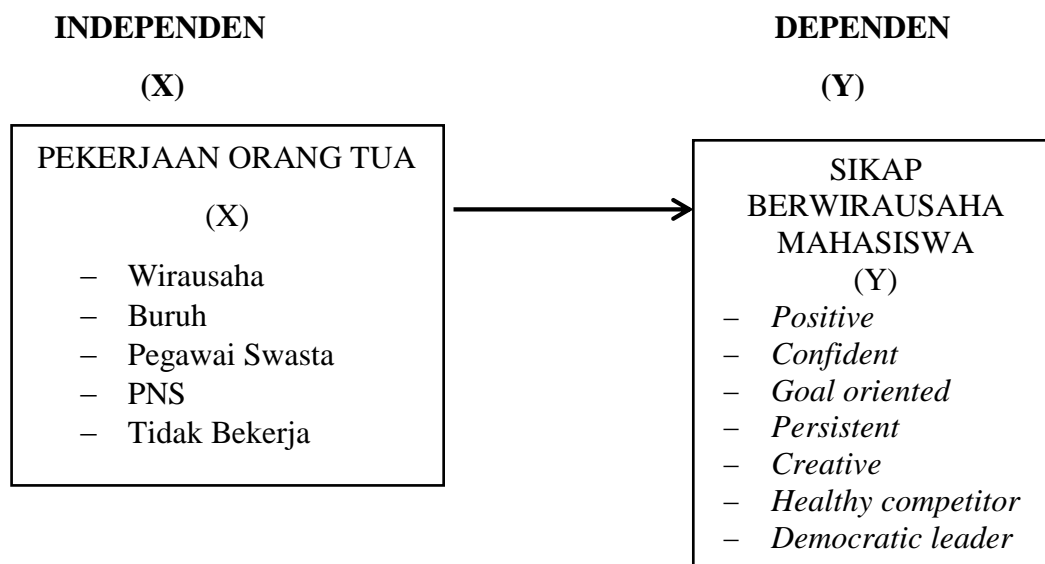 INDEPENDEN
(X)
PEKERJAAN ORANG TUA
(X)
– Wirausaha
– Buruh
– Pegawai Swasta
– PNS
– Tidak Bekerja
DEPENDEN
(Y)
SIKAP
BERWIRAUSAHA
MAHASISWA
(Y)
– Positive
– Confident
– Goal oriented
– Persistent
– Creative
– Healthy competitor
– Democratic leader